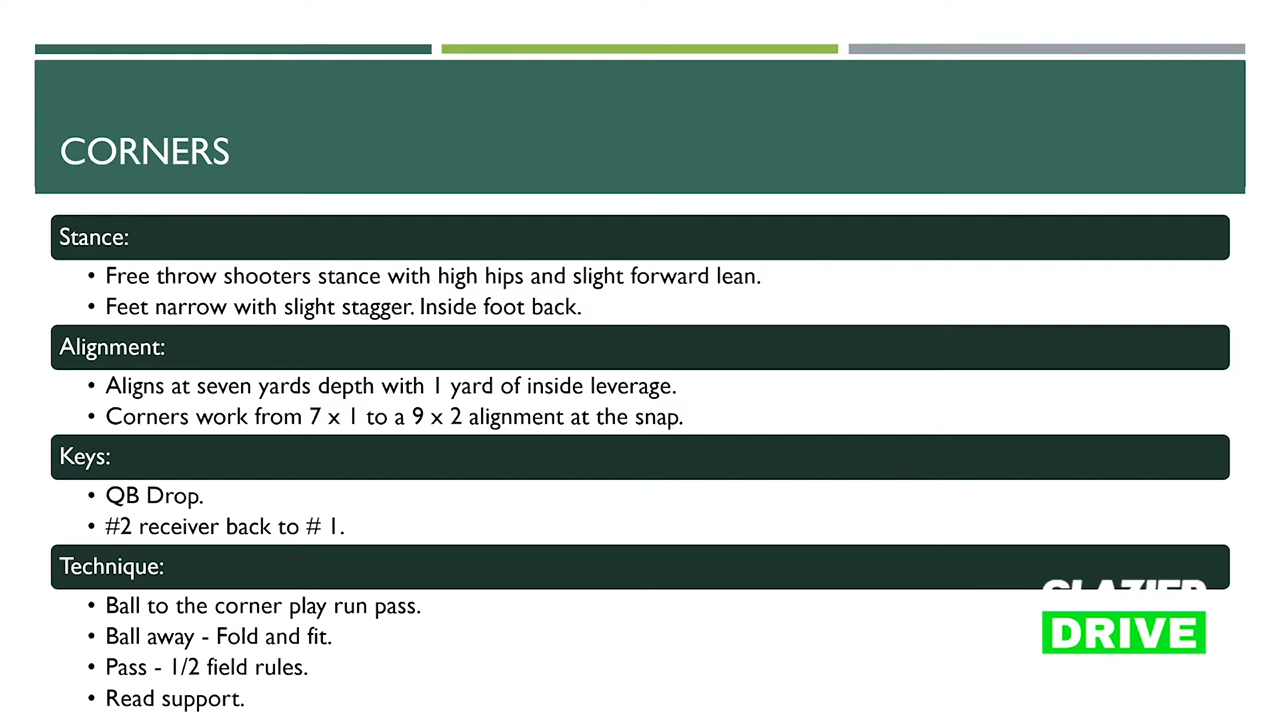 CORNERS
Stance:
• Free throw shooters stance with high hips and slight forward lean.
• Feet narrow with slight stagger. Inside foot back.
Alignment:
• Aligns at seven yards depth with 1 yard of inside leverage.
• Corners work from 7 x 1 to a 9 x 2 alignment at the snap.
Keys:
• QB Drop.
• #2 receiver back to # 1.
Technique:
• Ball to the corner play run pass.
• Ball away - Fold and fit.
• Pass - 1/2 field rules.
• Read support.
GLAZIER
DRIVE